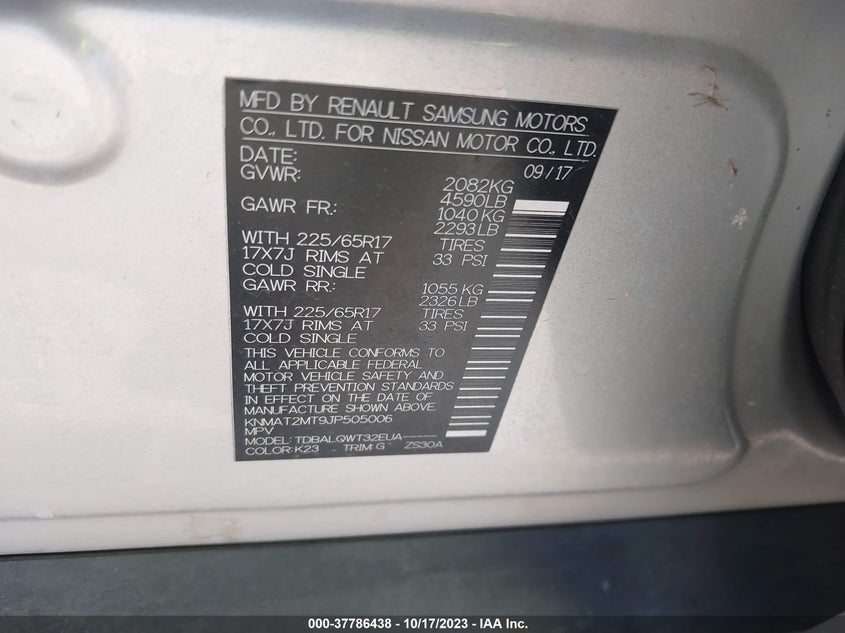 MFD BY RENAULT SAMSUNG MOTORS
CO., LTD. FOR NISSAN MOTOR CO., LTD.
DATE: 09/17
GVWR: 2082KG
4590LB
GAWR FR.: 1040KG
2293LB
WITH 225/65R17 TIRES
17X7J RIMS AT 33 PSI
COLD SINGLE
GAWR RR.: 1055KG
2326LB
WITH 225/65R17 TIRES
17X7J RIMS AT 33 PSI
COLD SINGLE
THIS VEHICLE CONFORMS TO
ALL APPLICABLE FEDERAL
MOTOR VEHICLE SAFETY AND
THEFT PREVENTION STANDARDS
IN EFFECT ON THE DATE OF
MANUFACTURE SHOWN ABOVE.
KNMAT2MT9JP505006
MPV
MODEL: TDBALQWT32EUA-----
COLOR:K23 TRIM:G ZS30A
000-37786438 - 10/17/2023 - IAA Inc.